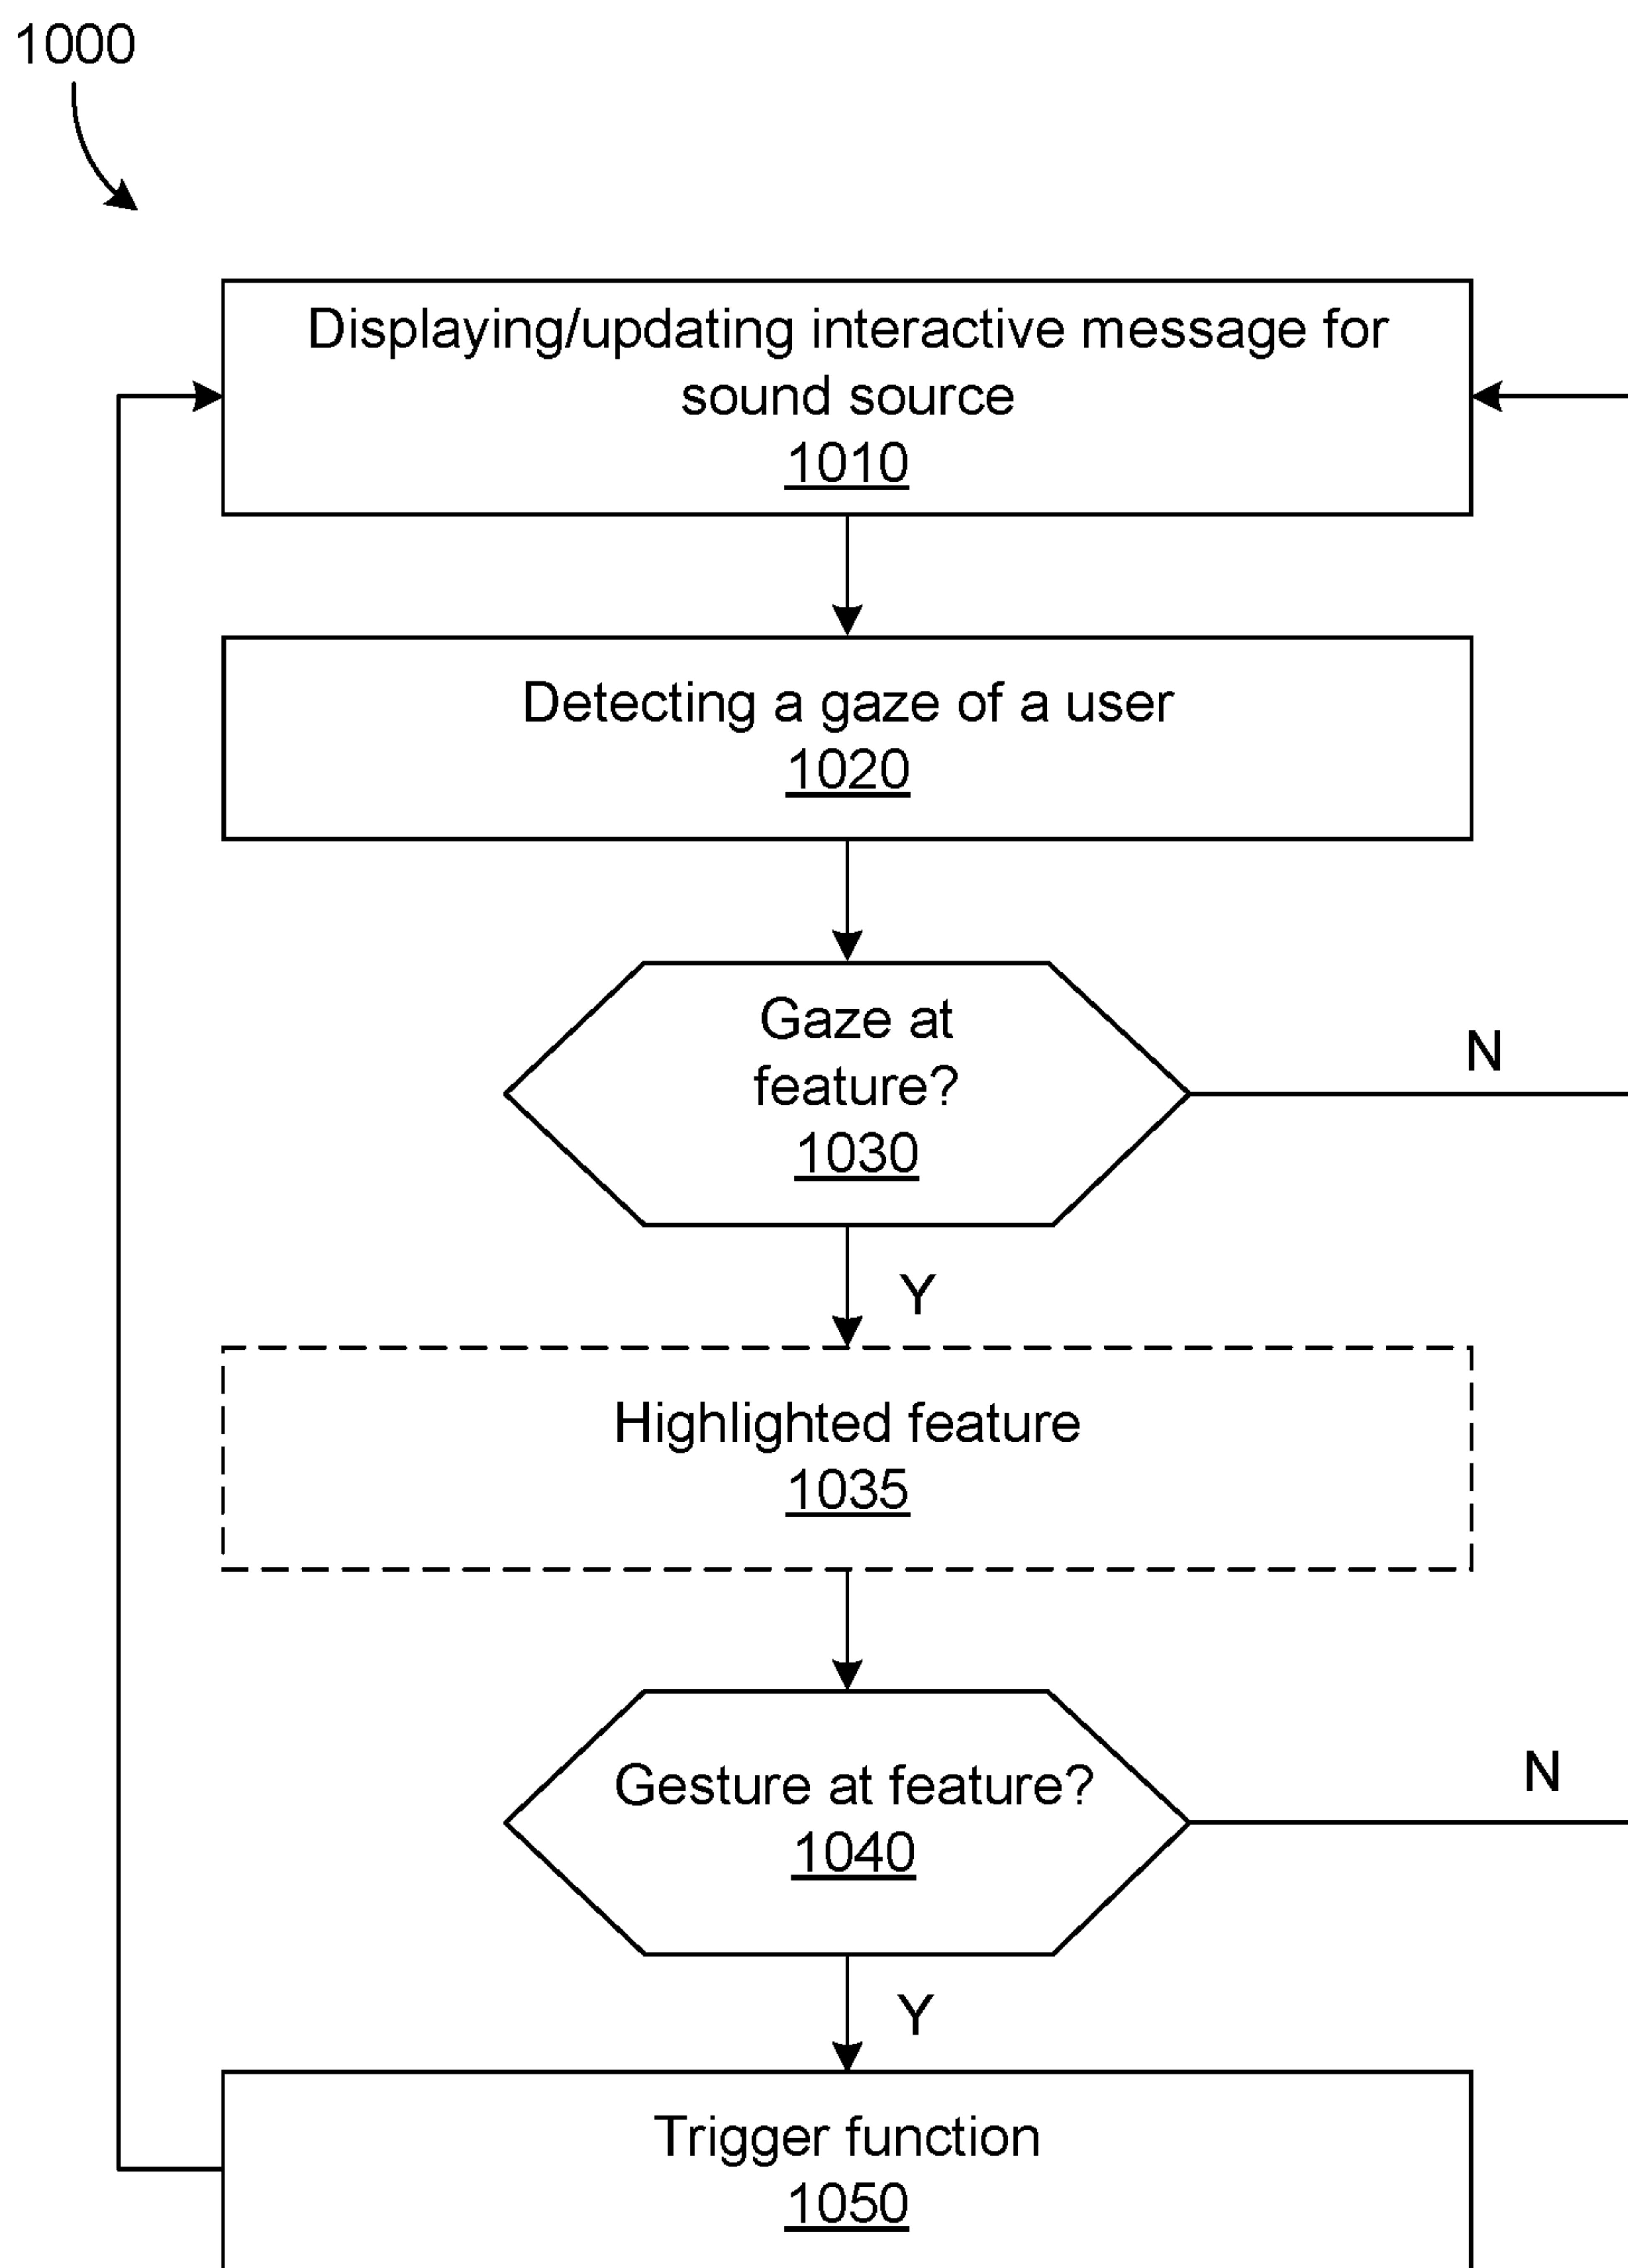 1000
Displaying/updating interactive message for
sound source
1010
Detecting a gaze of a user
1020
Gaze at
feature?
1030
N
Y
Highlighted feature
1035
Gesture at feature?
1040
N
Y
Trigger function
1050